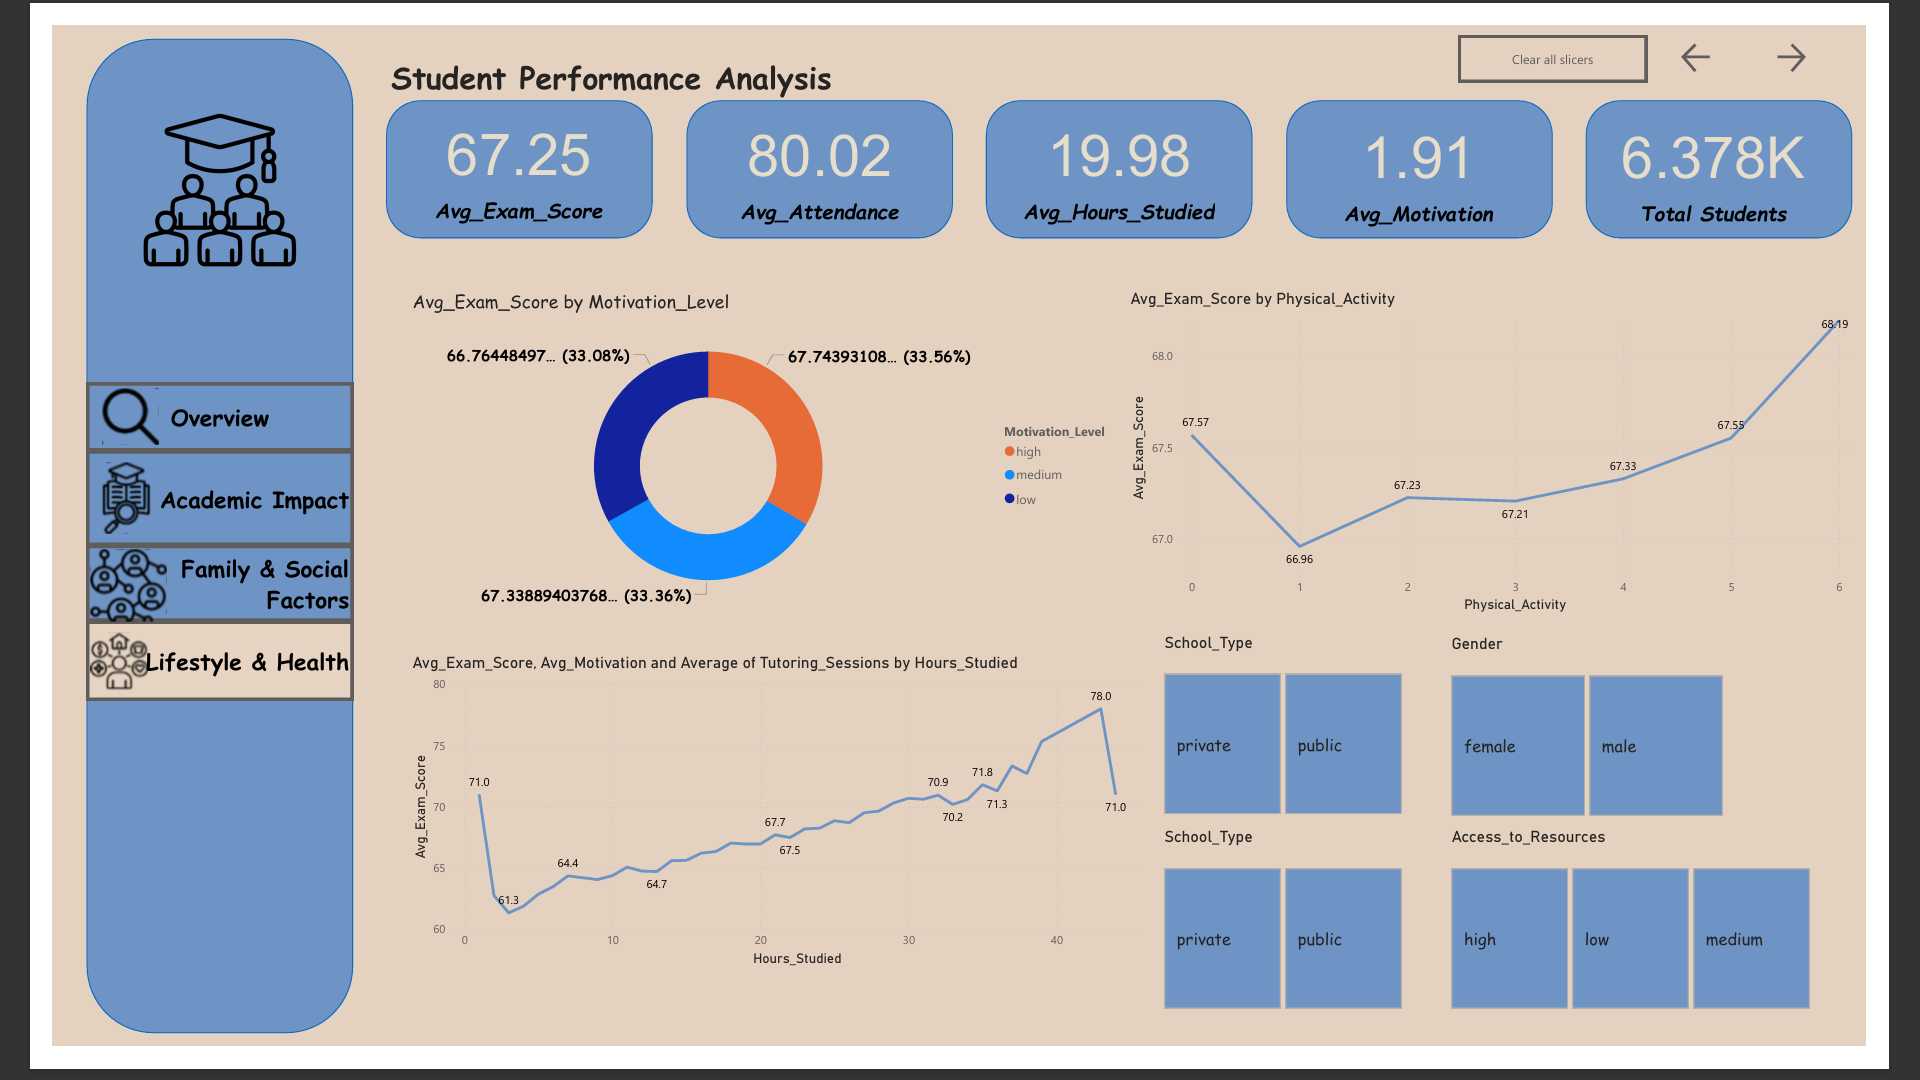 Clear all slicers
Student Performance Analysis
67.25
Avg_Exam_Score
80.02
Avg_Attendance
19.98
Avg_Hours_Studied
1.91
Avg_Motivation
6.378K
Total Students
Overview
Academic Impact
Family & Social
Factors
Lifestyle & Health
Avg_Exam_Score by Motivation_Level
66.76448497... (33.08%)
67.74393108... (33.56%)
67.33889403768... (33.36%)
Motivation_Level
high
medium
low
Avg_Exam_Score by Physical_Activity
Avg_Exam_Score
68.0
67.5
67.0
67.57
66.96
67.23
67.21
67.33
67.55
68.19
0 1 2 3 4 5 6
Physical_Activity
Avg_Exam_Score, Avg_Motivation and Average of Tutoring_Sessions by Hours_Studied
Avg_Exam_Score
80
75
70
65
60
71.0
61.3
64.4
64.7
67.7
67.5
70.9
70.2
71.8
71.3
78.0
71.0
0 10 20 30 40
Hours_Studied
School_Type
private public
Gender
female male
School_Type
private public
Access_to_Resources
high low medium